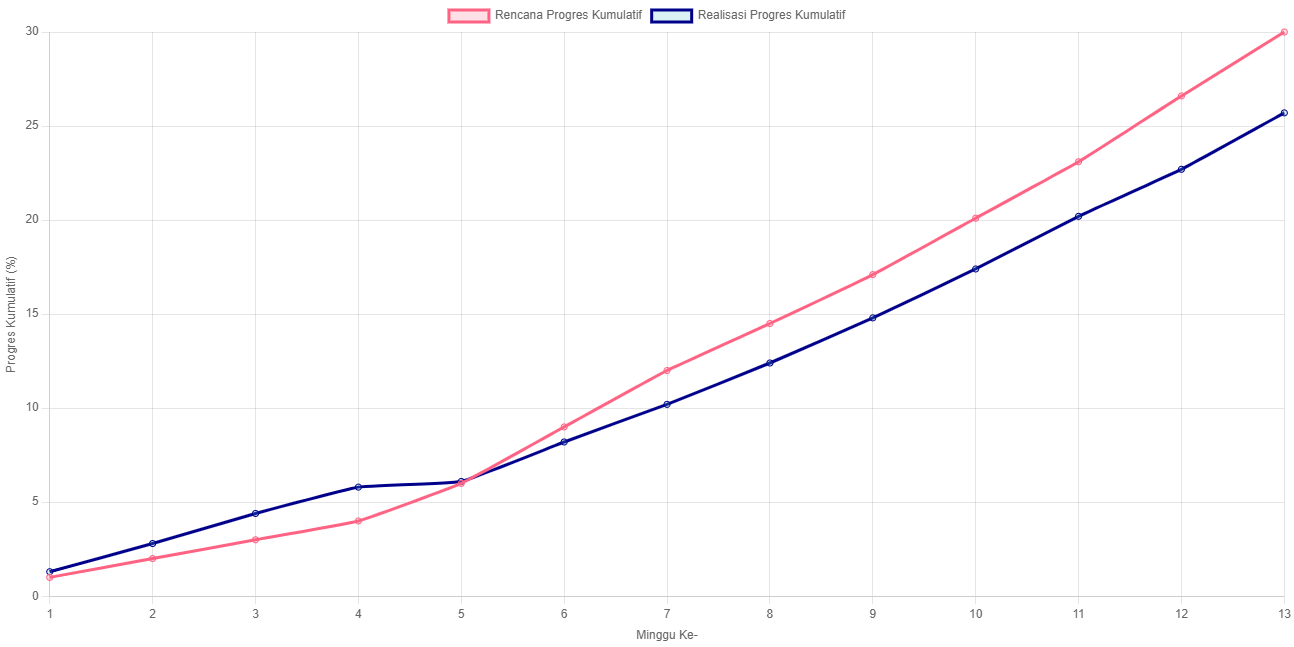 Rencana Progres Kumulatif Realisasi Progres Kumulatif
30
25
20
15
10
5
0
Progres Kumulatif (%)
1 2 3 4 5 6 7 8 9 10 11 12 13
Minggu Ke-